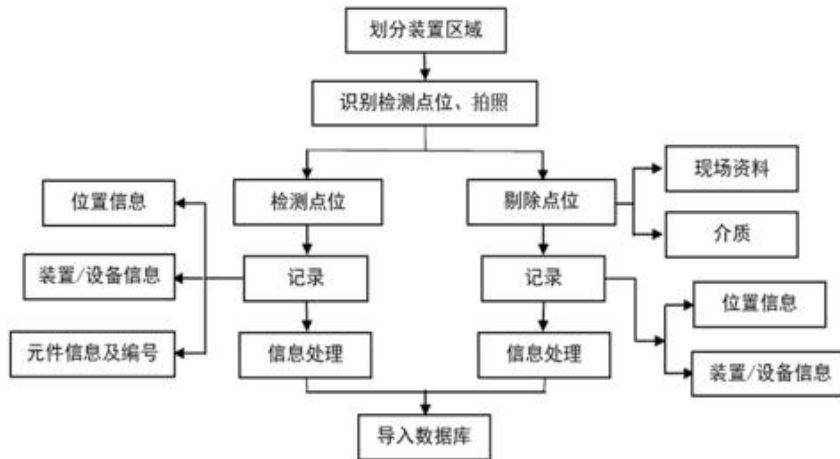 划分装置区域
识别检测点位、拍照
现场资料
位置信息
检测点位
剔除点位
介质
装置/设备信息
记录
记录
位置信息
元件信息及编号
信息处理
信息处理
装置/设备信息
导入数据库